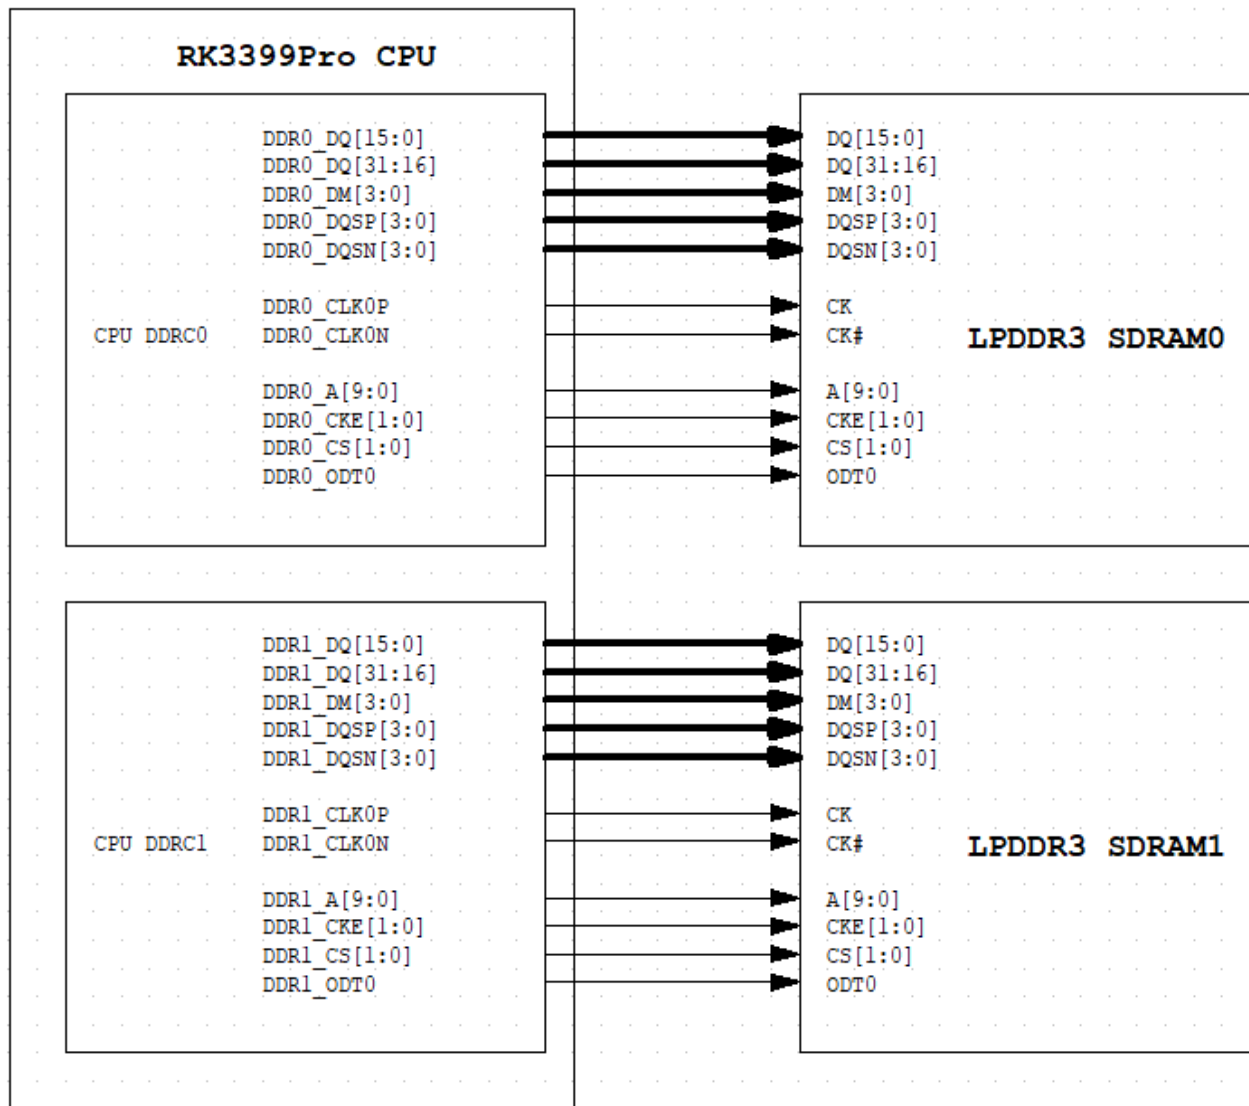 RK3399Pro CPU
DDR0_DQ[15:0] DQ[15:0]
DDR0_DQ[31:16] DQ[31:16]
DDR0_DM[3:0] DM[3:0]
DDR0_DQSP[3:0] DQSP[3:0]
DDR0_DQSN[3:0] DQSN[3:0]
DDR0_CLK0P CK
CPU DDRC0 DDR0_CLK0N CK# LPDDR3 SDRAM0
DDR0_A[9:0] A[9:0]
DDR0_CKE[1:0] CKE[1:0]
DDR0_CS[1:0] CS[1:0]
DDR0_ODT0 ODT0
DDR1_DQ[15:0] DQ[15:0]
DDR1_DQ[31:16] DQ[31:16]
DDR1_DM[3:0] DM[3:0]
DDR1_DQSP[3:0] DQSP[3:0]
DDR1_DQSN[3:0] DQSN[3:0]
DDR1_CLK0P CK
CPU DDRC1 DDR1_CLK0N CK# LPDDR3 SDRAM1
DDR1_A[9:0] A[9:0]
DDR1_CKE[1:0] CKE[1:0]
DDR1_CS[1:0] CS[1:0]
DDR1_ODT0 ODT0